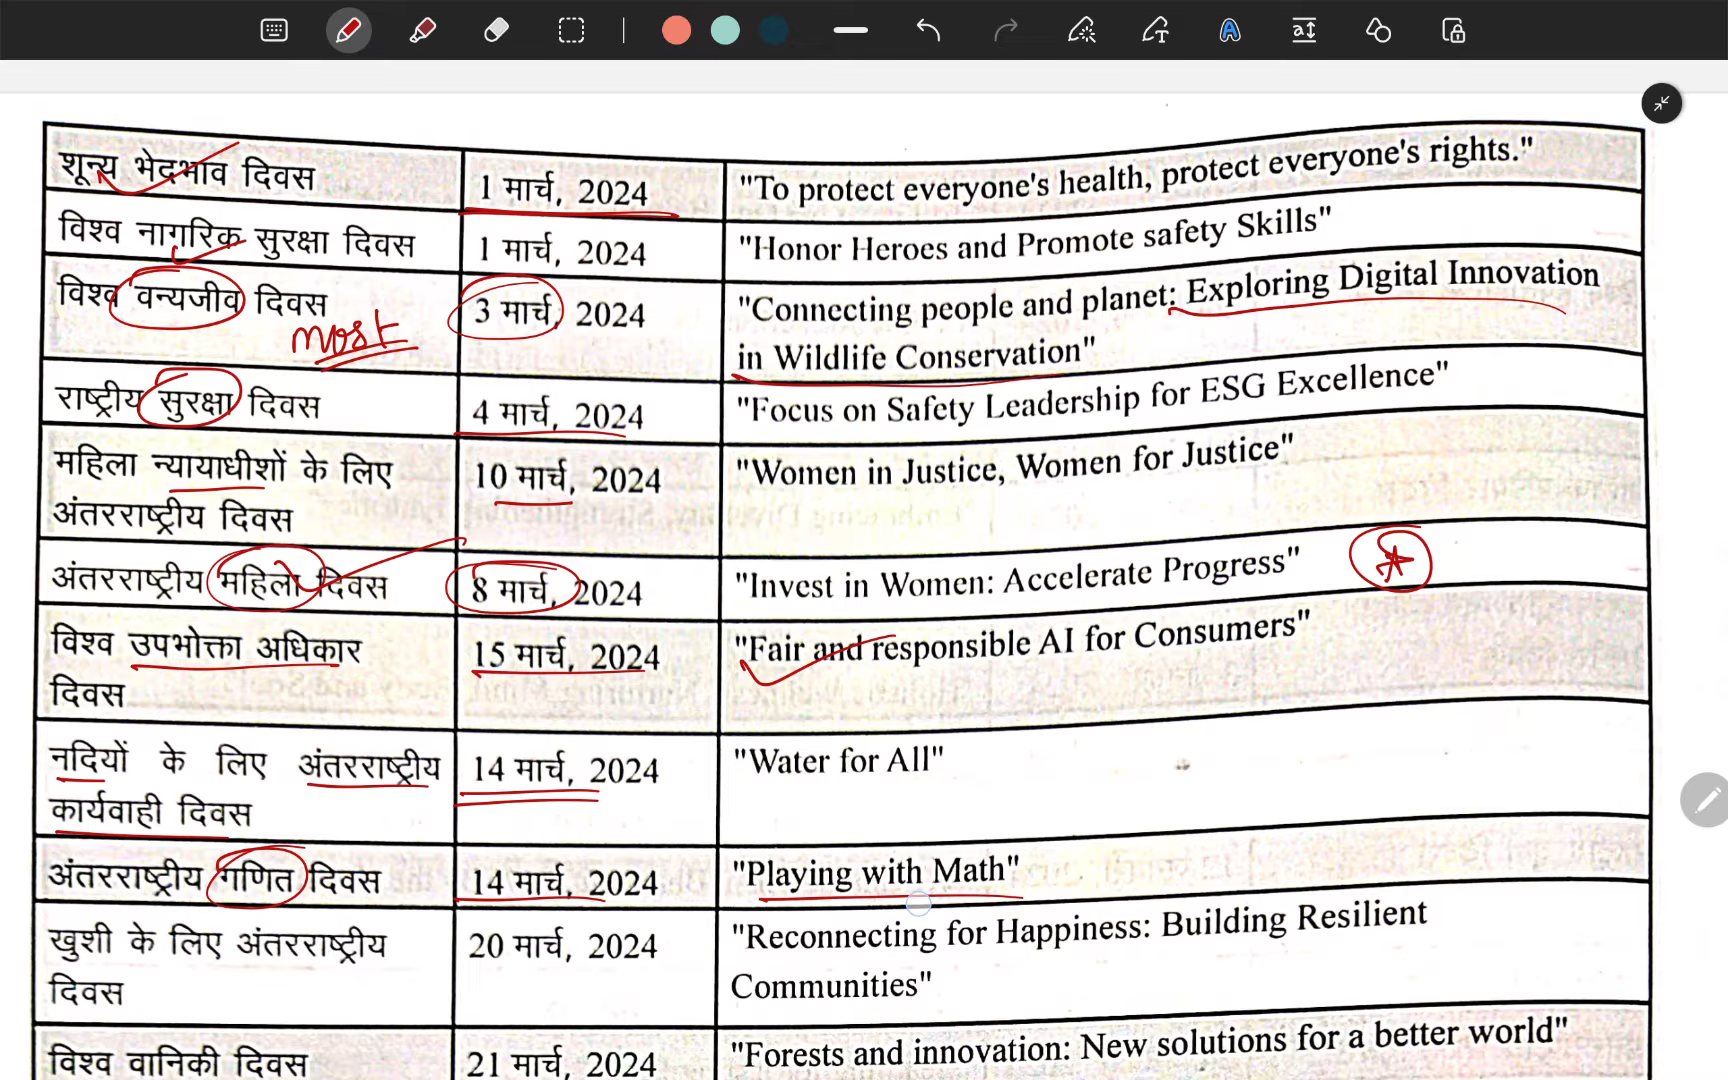 शून्य भेदभाव दिवस
1 मार्च, 2024
"To protect everyone's health, protect everyone's rights."
विश्व नागरिक सुरक्षा दिवस
1 मार्च, 2024
"Honor Heroes and Promote safety Skills"
विश्व वन्यजीव दिवस
most
3 मार्च, 2024
"Connecting people and planet: Exploring Digital Innovation
in Wildlife Conservation"
राष्ट्रीय सुरक्षा दिवस
4 मार्च, 2024
"Focus on Safety Leadership for ESG Excellence"
महिला न्यायाधीशों के लिए
अंतरराष्ट्रीय दिवस
10 मार्च, 2024
"Women in Justice, Women for Justice"
अंतरराष्ट्रीय महिला दिवस
8 मार्च, 2024
"Invest in Women: Accelerate Progress"
विश्व उपभोक्ता अधिकार
दिवस
15 मार्च, 2024
"Fair and responsible AI for Consumers"
नदियों के लिए अंतरराष्ट्रीय
कार्यवाही दिवस
14 मार्च, 2024
"Water for All"
अंतरराष्ट्रीय गणित दिवस
14 मार्च, 2024
"Playing with Math"
खुशी के लिए अंतरराष्ट्रीय
दिवस
20 मार्च, 2024
"Reconnecting for Happiness: Building Resilient
Communities"
विश्व वानिकी दिवस
21 मार्च, 2024
"Forests and innovation: New solutions for a better world"